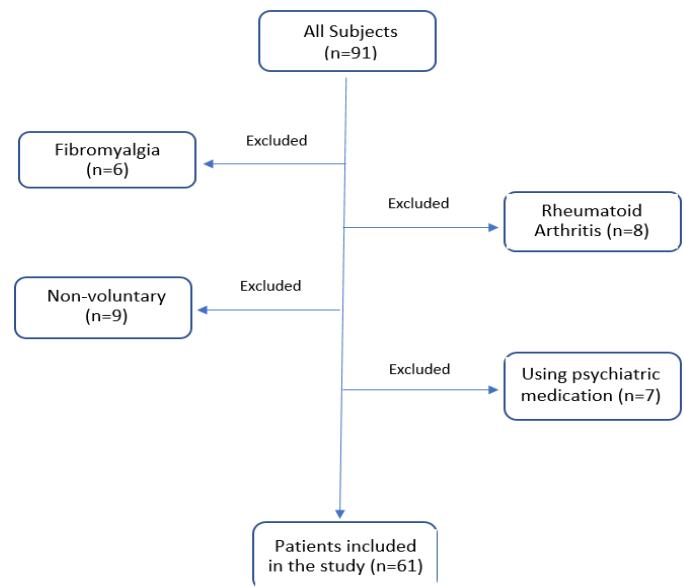 All Subjects
(n=91)
Excluded
Fibromyalgia
(n=6)
Excluded
Rheumatoid
Arthritis (n=8)
Excluded
Non-voluntary
(n=9)
Excluded
Using psychiatric
medication (n=7)
Patients included
in the study (n=61)